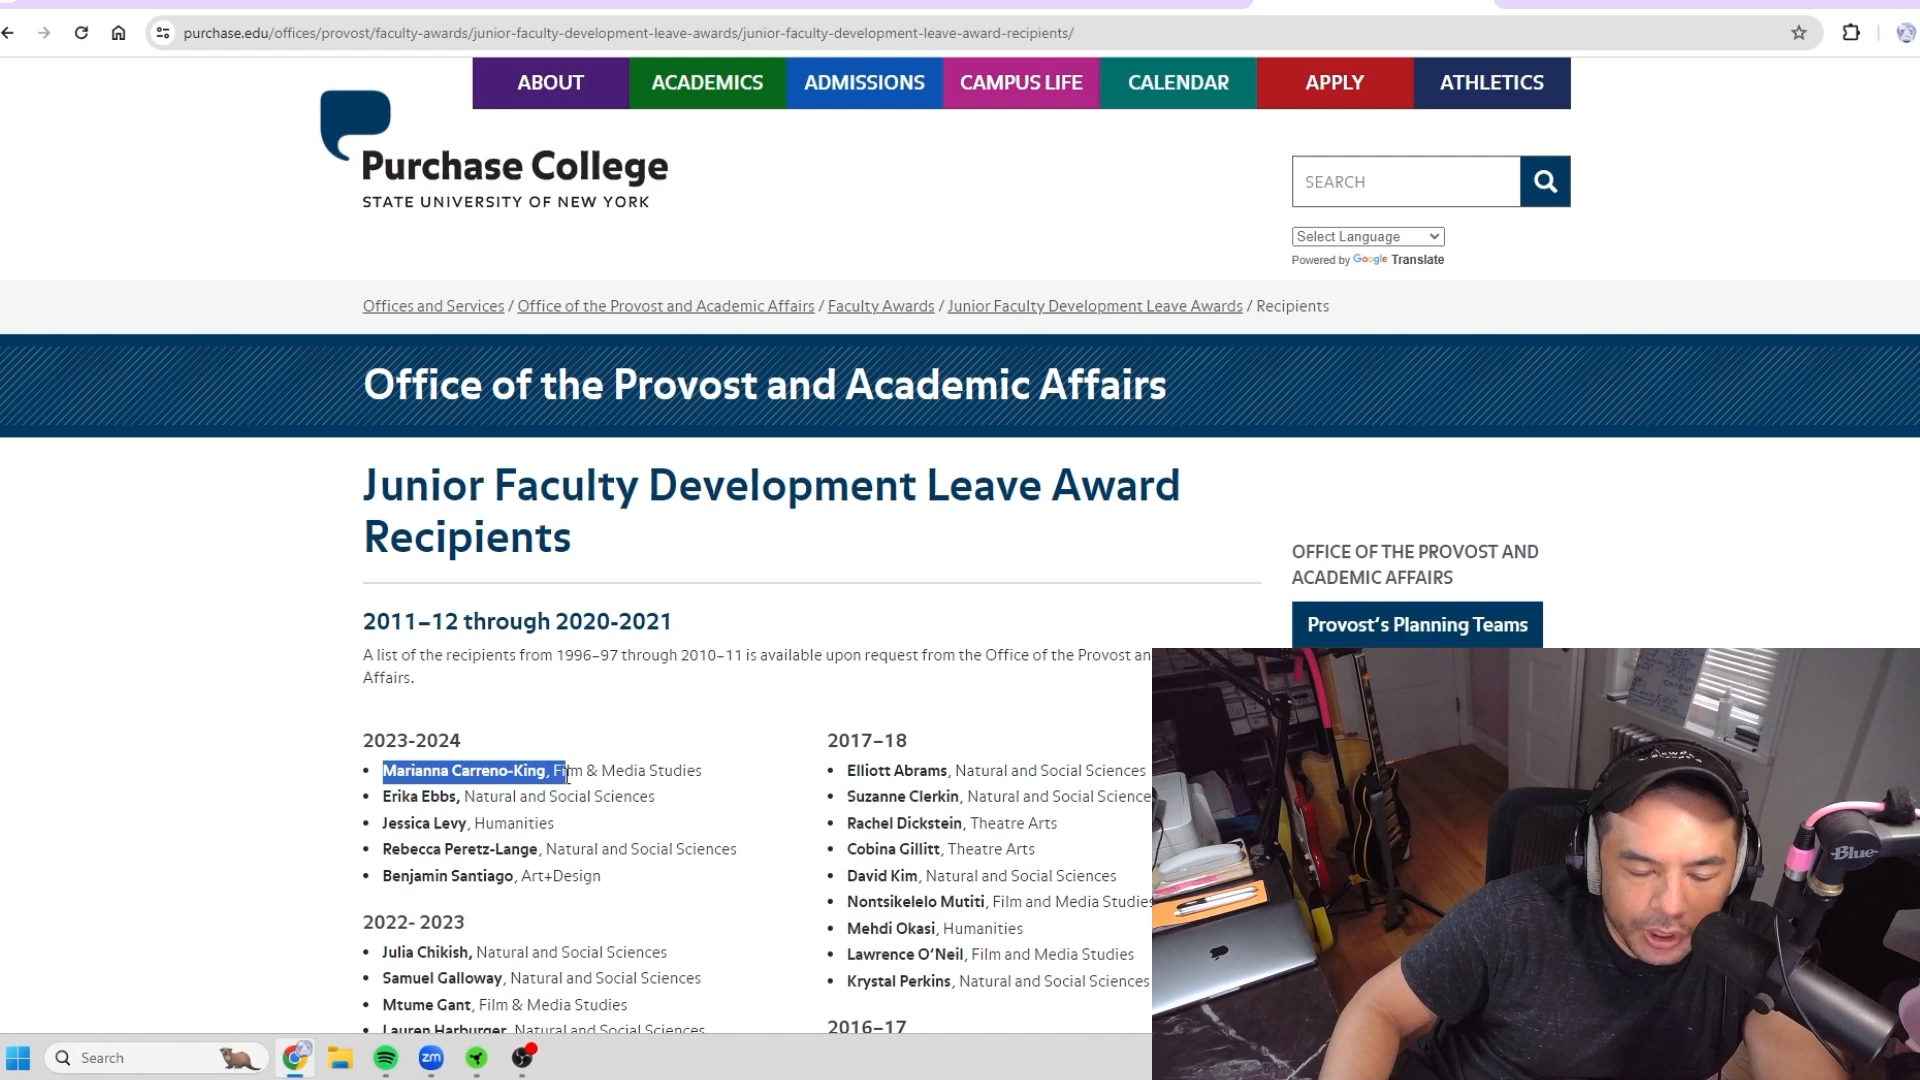 purchase.edu/offices/provost/faculty-awards/junior-faculty-development-leave-awards/junior-faculty-development-leave-award-recipients/
ABOUT ACADEMICS ADMISSIONS CAMPUS LIFE CALENDAR APPLY ATHLETICS
Purchase College
STATE UNIVERSITY OF NEW YORK
SEARCH
Select Language
Powered by Google Translate
Offices and Services / Office of the Provost and Academic Affairs / Faculty Awards / Junior Faculty Development Leave Awards / Recipients
Office of the Provost and Academic Affairs
Junior Faculty Development Leave Award
Recipients
2011–12 through 2020-2021
A list of the recipients from 1996–97 through 2010–11 is available upon request from the Office of the Provost an
Affairs.
2023-2024
• Marianna Carreno-King, Film & Media Studies
• Erika Ebbs, Natural and Social Sciences
• Jessica Levy, Humanities
• Rebecca Peretz-Lange, Natural and Social Sciences
• Benjamin Santiago, Art+Design
2022- 2023
• Julia Chikish, Natural and Social Sciences
• Samuel Galloway, Natural and Social Sciences
• Mtume Gant, Film & Media Studies
• Lauren Harburger, Natural and Social Sciences
2017–18
• Elliott Abrams, Natural and Social Sciences
• Suzanne Clerkin, Natural and Social Science
• Rachel Dickstein, Theatre Arts
• Cobina Gillitt, Theatre Arts
• David Kim, Natural and Social Sciences
• Nontsikelelo Mutiti, Film and Media Studies
• Mehdi Okasi, Humanities
• Lawrence O’Neil, Film and Media Studies
• Krystal Perkins, Natural and Social Sciences
2016–17
OFFICE OF THE PROVOST AND
ACADEMIC AFFAIRS
Provost’s Planning Teams
Blue
Search
zm